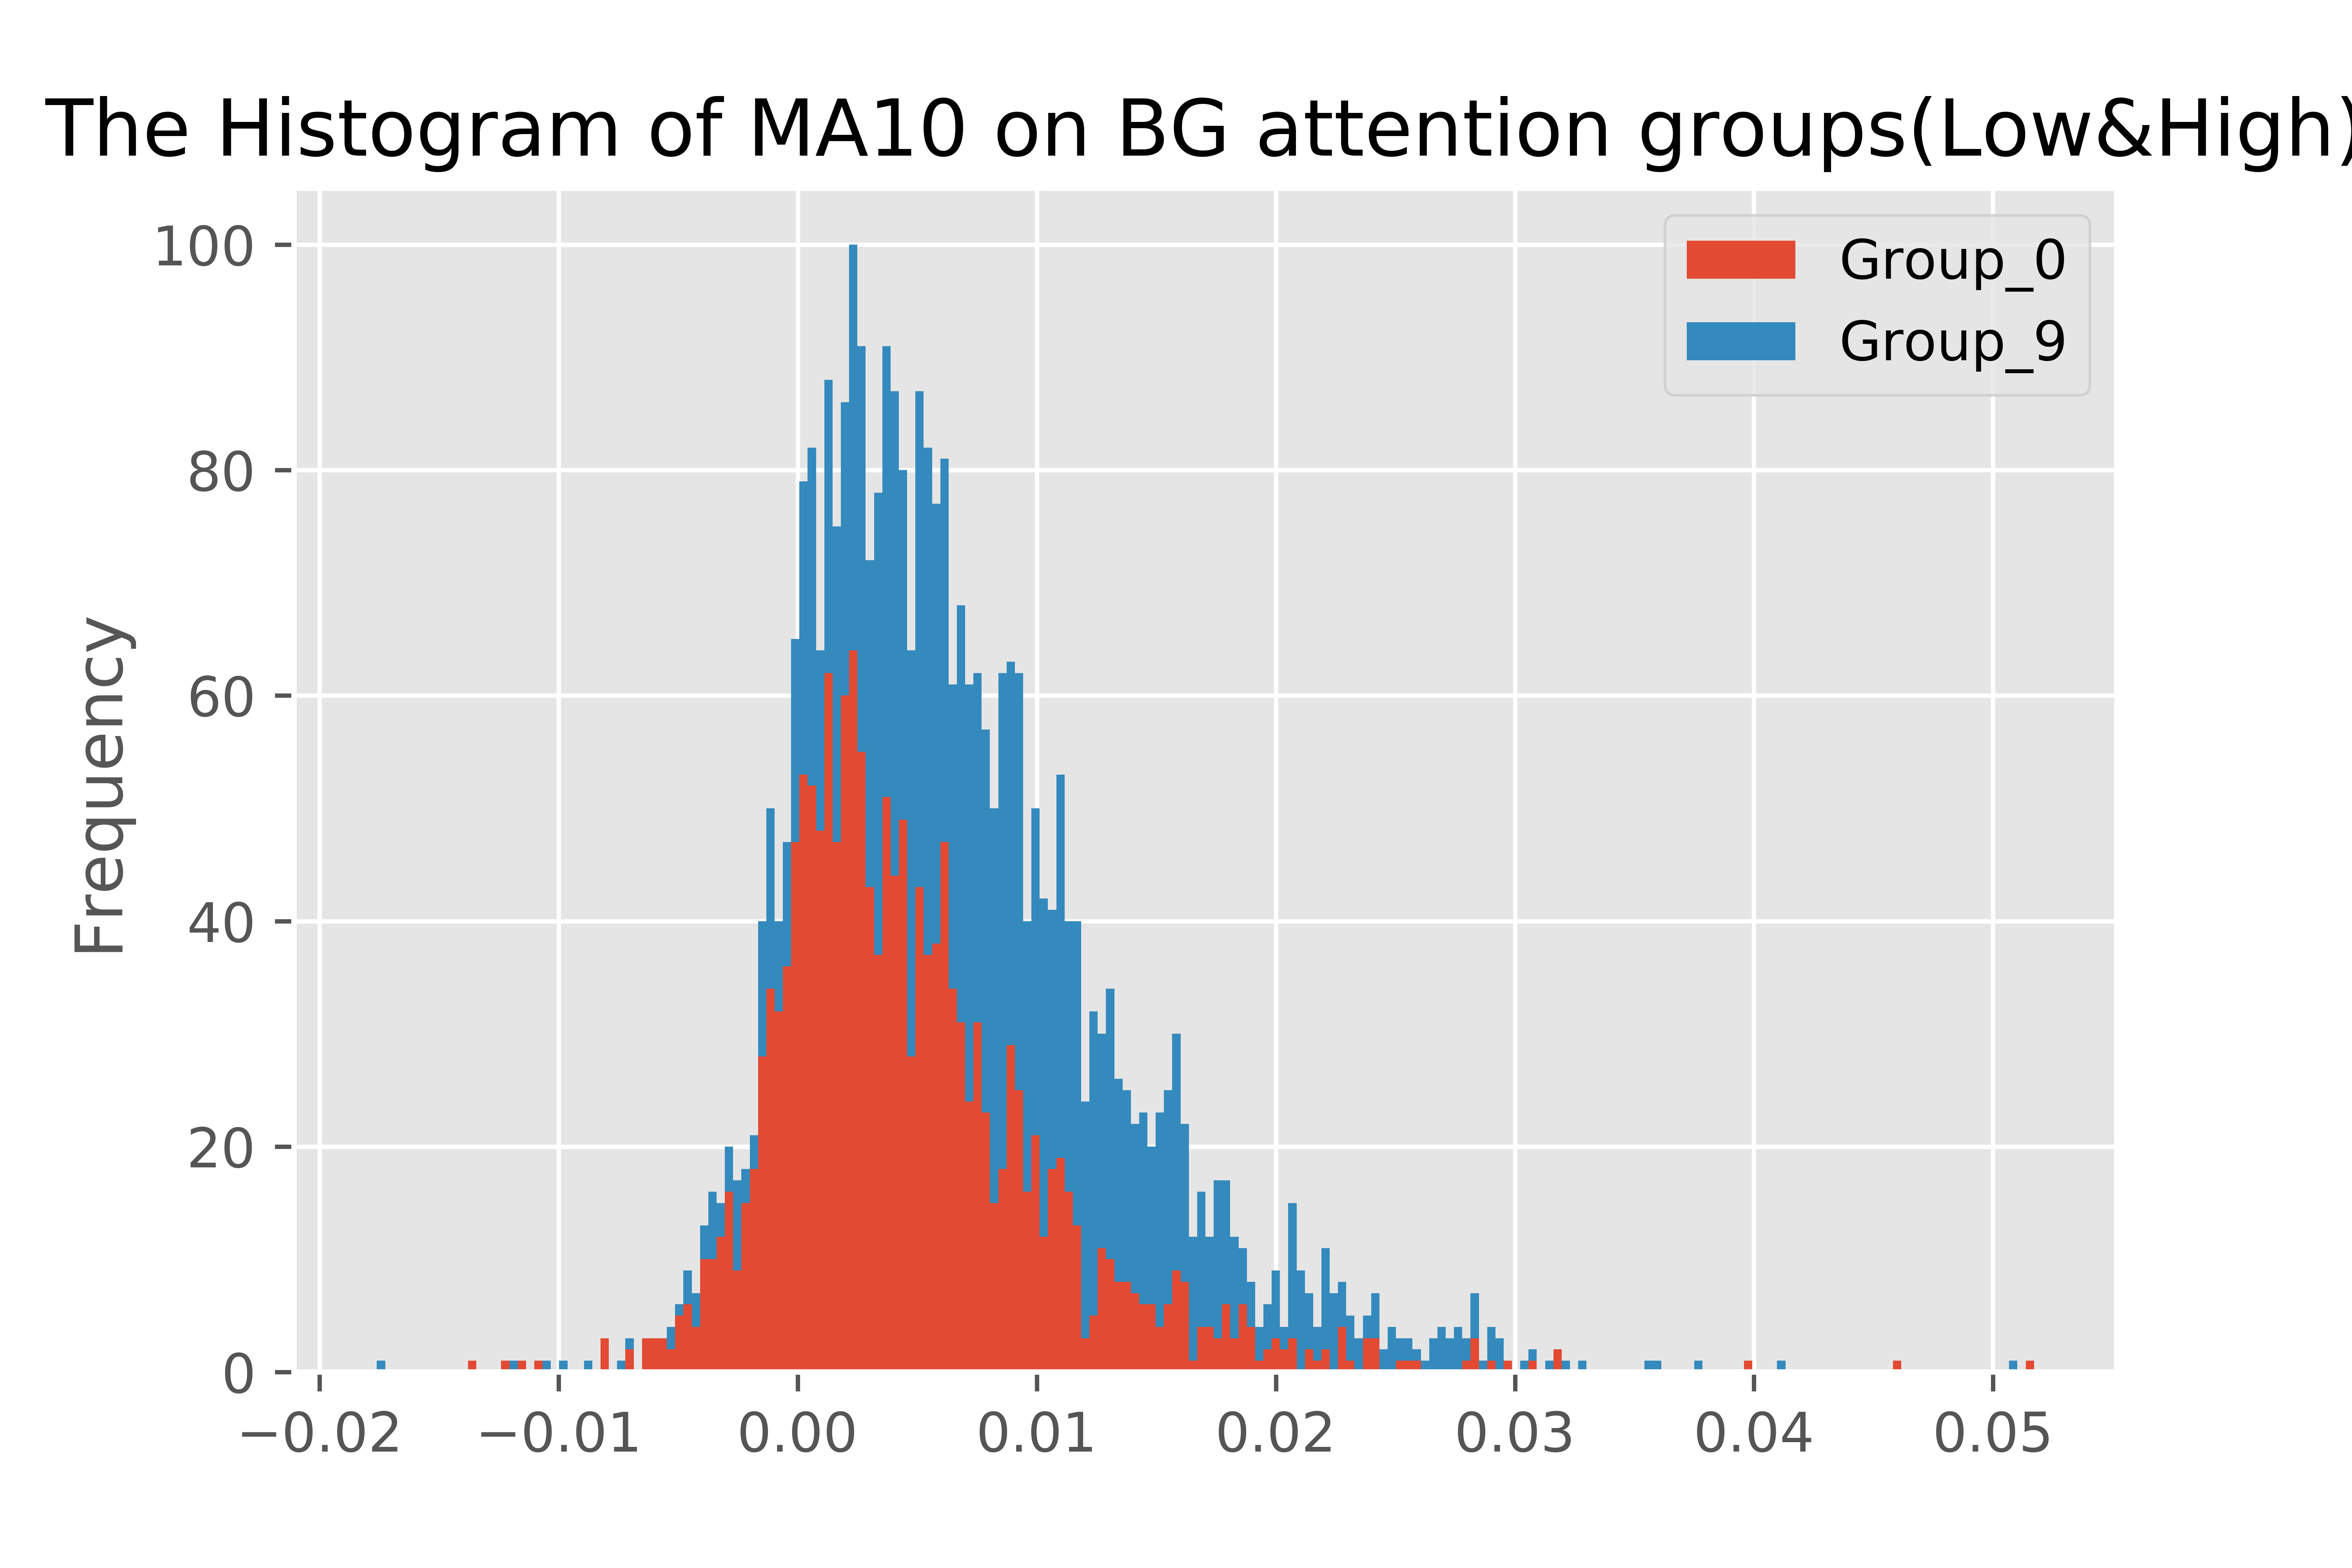 The Histogram of MA10 on BG attention groups(Low&High)
Group_0
Group_9
Frequency
100
80
60
40
20
0
−0.02 −0.01 0.00 0.01 0.02 0.03 0.04 0.05